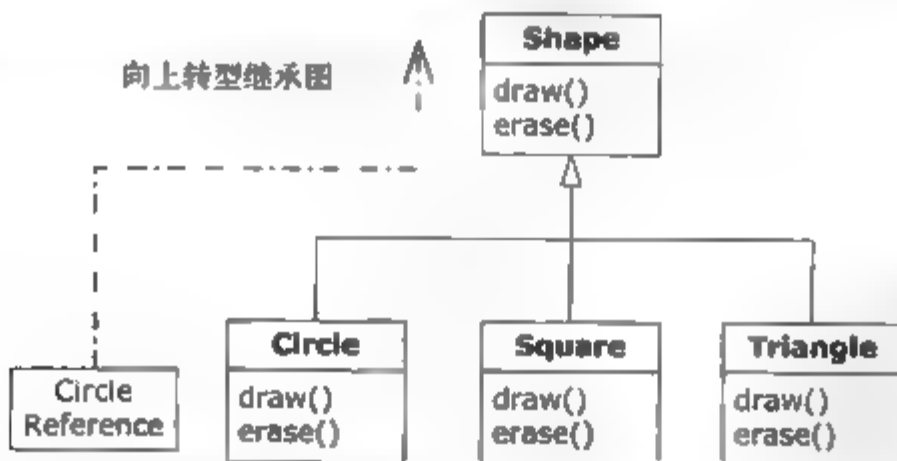 Shape
向上转型继承图
draw()
erase()
Circle
Square
Triangle
Circle
Reference
draw()
erase()
draw()
erase()
draw()
erase()